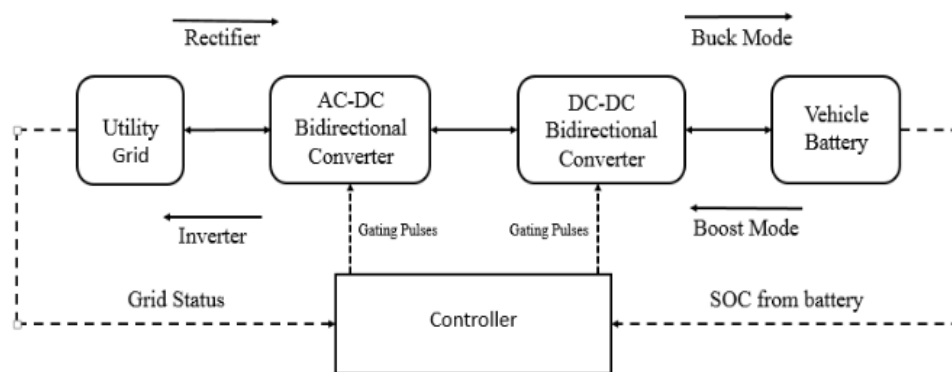 Rectifier
Buck Mode
Utility
Grid
AC-DC
Bidirectional
Converter
DC-DC
Bidirectional
Converter
Vehicle
Battery
Inverter
Gating Pulses
Gating Pulses
Boost Mode
Grid Status
Controller
SOC from battery